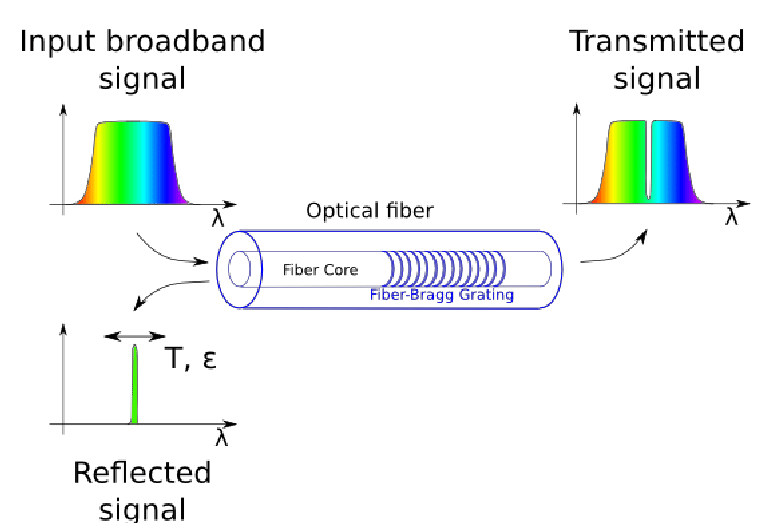 Input broadband
signal
Transmitted
signal
λ
λ
Optical fiber
Fiber Core
Fiber-Bragg Grating
T, ε
λ
Reflected
signal